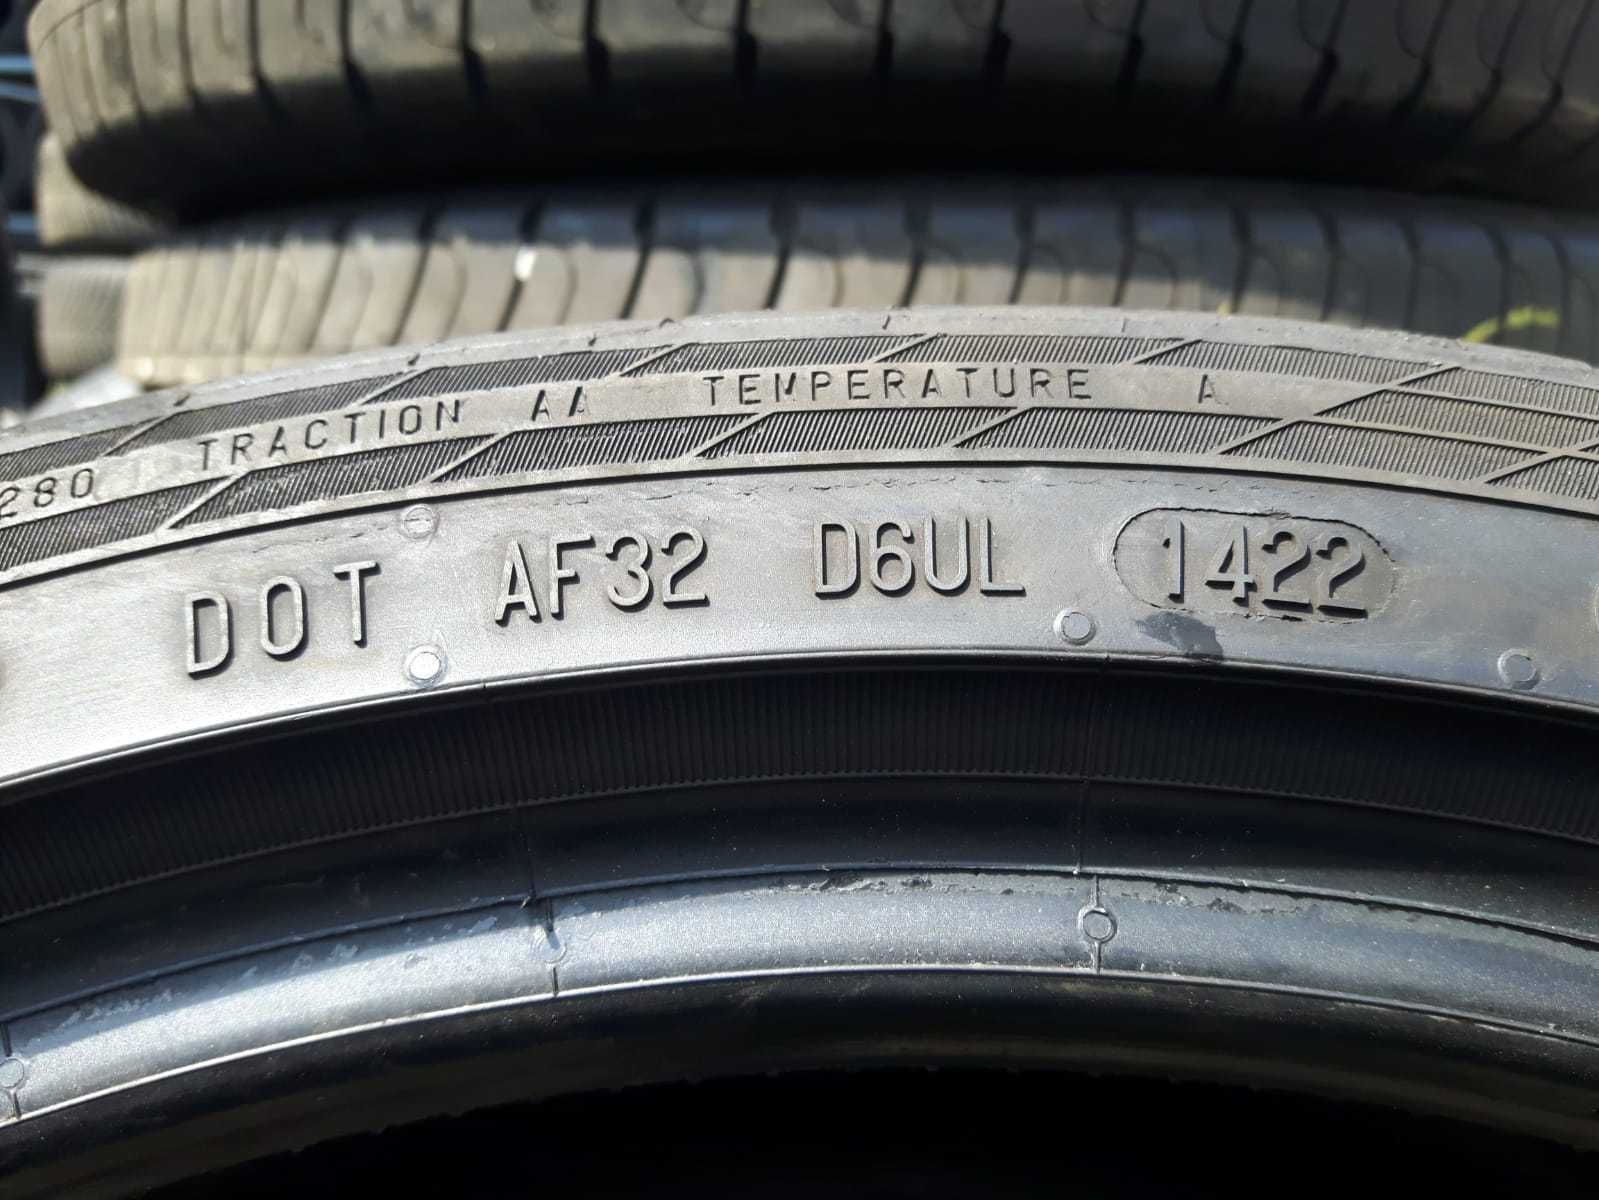 280 TRACTION AA TEMPERATURE A
DOT AF32 D6UL 1422